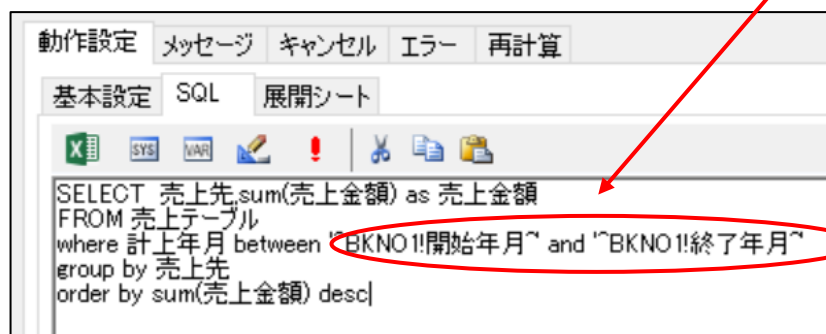 動作設定 メッセージ キャンセル エラー 再計算
基本設定 SQL 展開シート
SYS VAR
SELECT 売上先,sum(売上金額) as 売上金額
FROM 売上テーブル
where 計上年月 between '^BKNO1!開始年月^' and '^BKNO1!終了年月^'
group by 売上先
order by sum(売上金額) desc